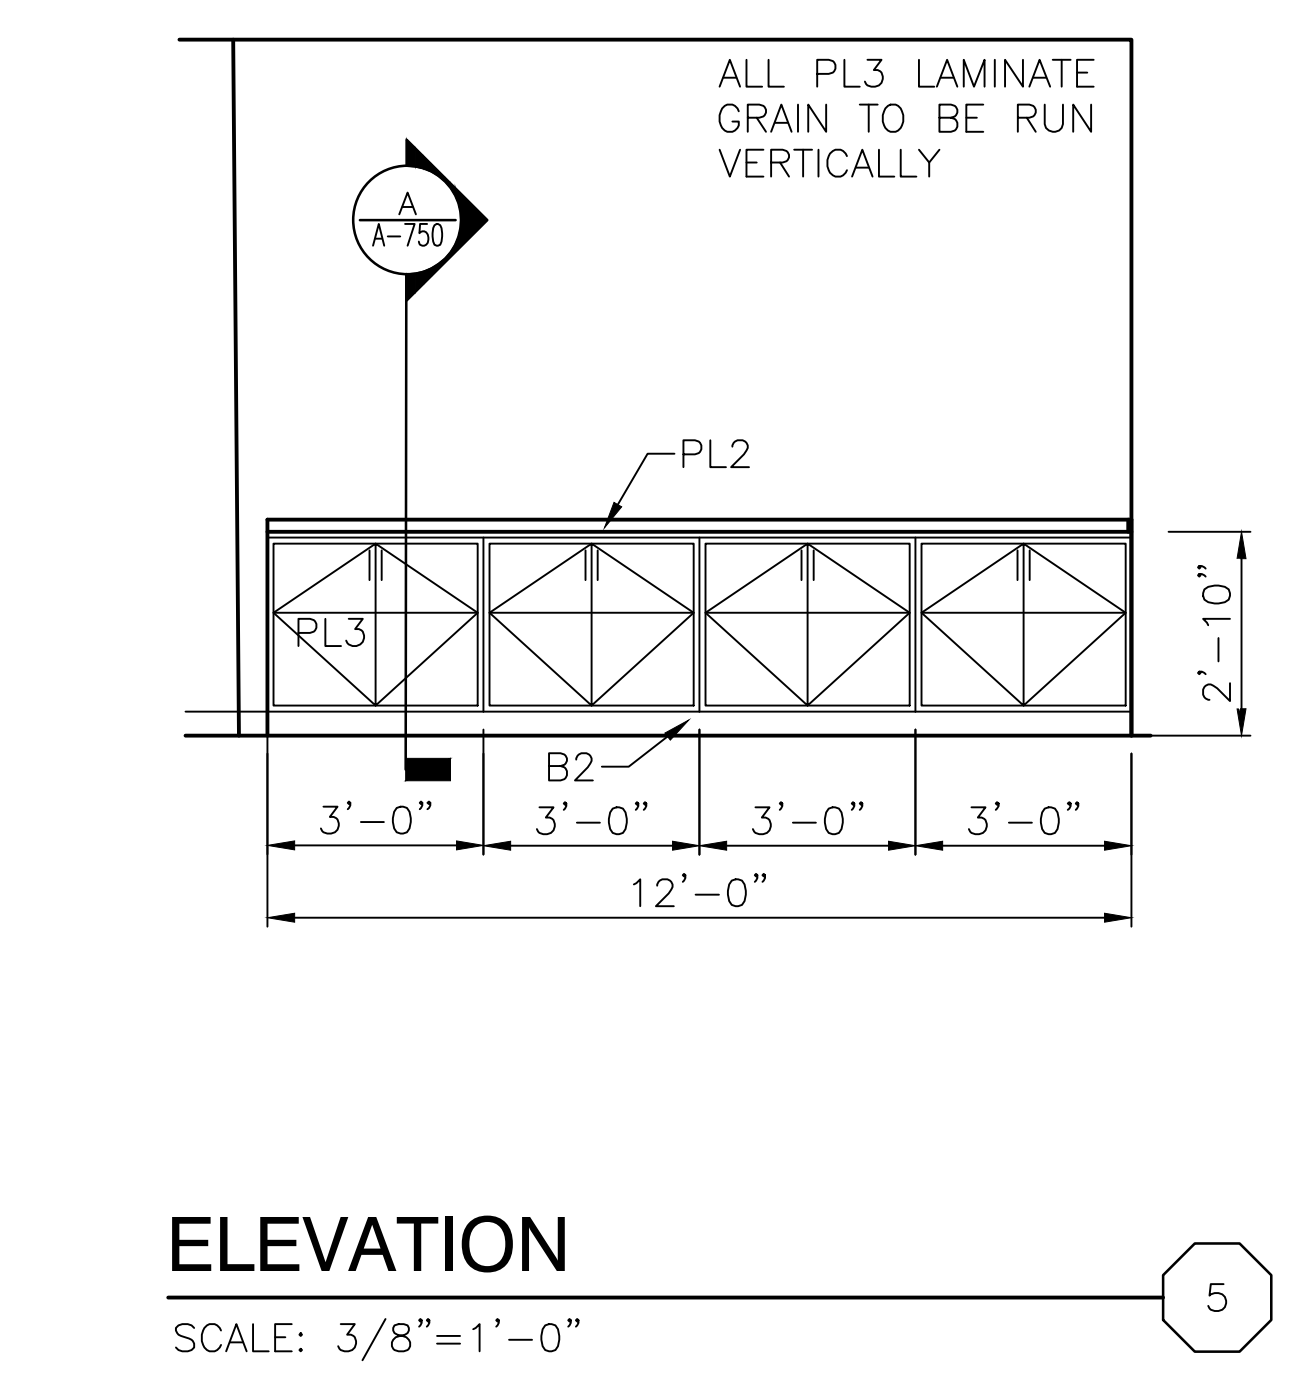 ALL PL3 LAMINATE
GRAIN TO BE RUN
VERTICALLY
A
A-750
PL2
PL3
2'-10"
B2
3'-0" 3'-0" 3'-0" 3'-0"
12'-0"
ELEVATION
5
SCALE: 3/8"=1'-0"